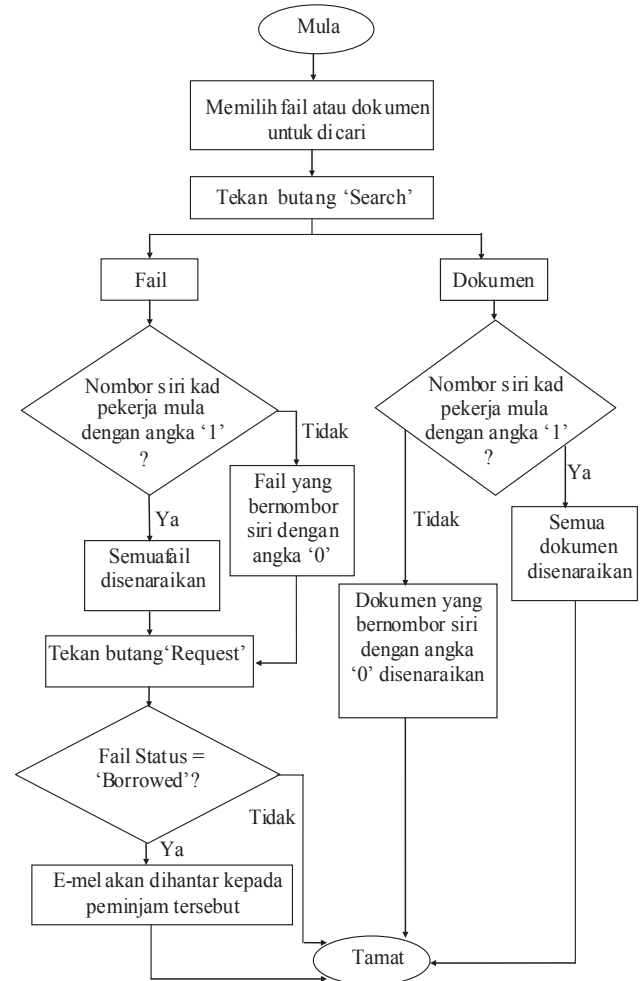 Mula
Memilih fail atau dokumen
untuk dicari
Tekan butang ‘Search’
Fail
Dokumen
Nombor siri kad
pekerja mula
dengan angka ‘1’
?
Nombor siri kad
pekerja mula
dengan angka ‘1’
?
Tidak
Ya
Fail yang
bernombor
siri dengan
angka ‘0’
Ya
Tidak
Semua
dokumen
disenaraikan
Semua fail
disenaraikan
Dokumen yang
bernombor siri
dengan angka
‘0’ disenaraikan
Tekan butang ‘Request’
Fail Status =
‘Borrowed’?
Tidak
Ya
E-mel akan dihantar kepada
peminjam tersebut
Tamat